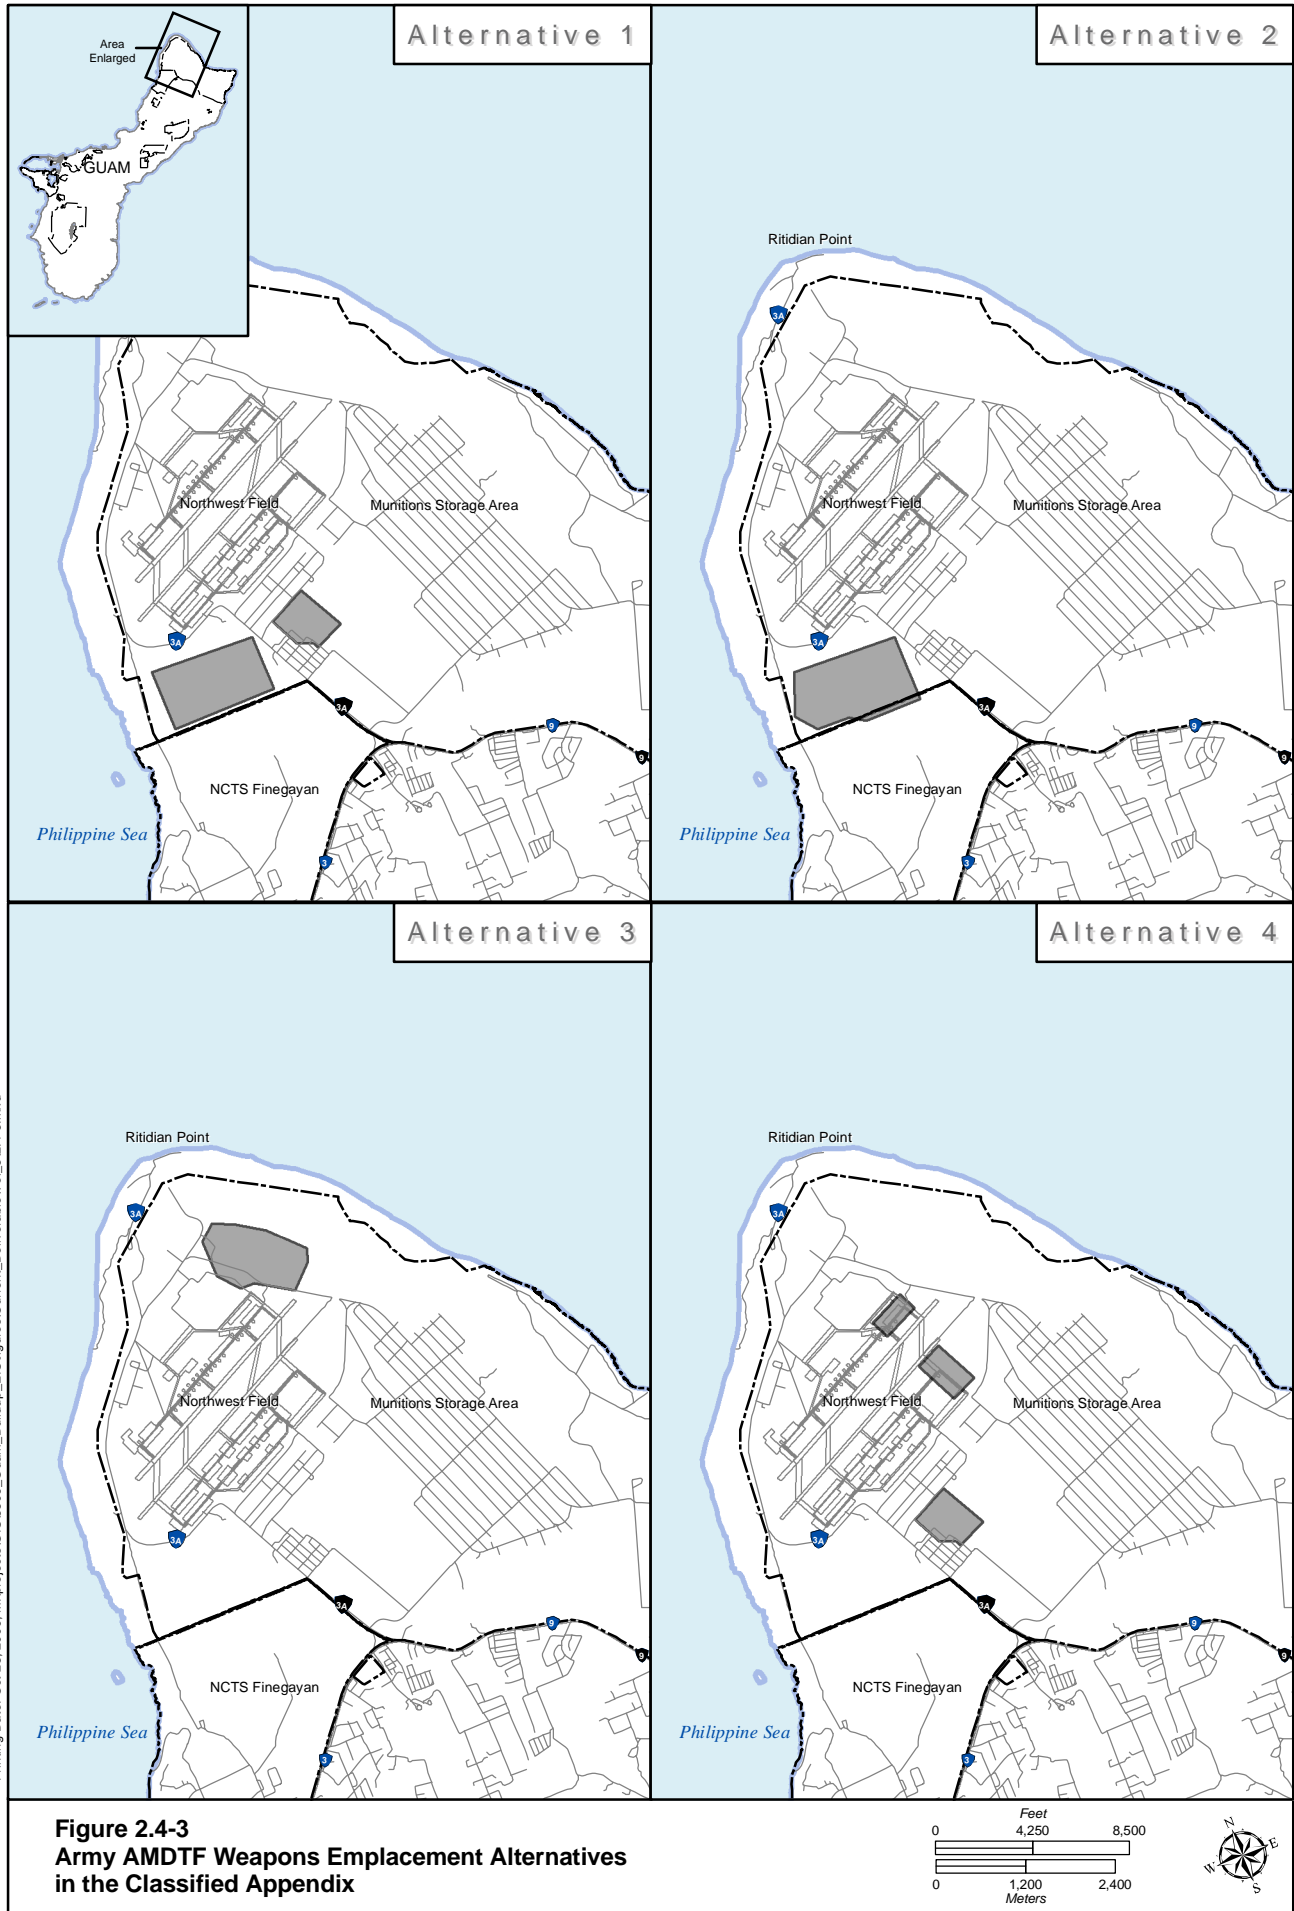 Alternative 1
Area
Enlarged
GUAM
Northwest Field
Munitions Storage Area
3A
3A
9
9
NCTS Finegayan
Philippine Sea
3
Alternative 2
Ritidian Point
3A
Northwest Field
Munitions Storage Area
3A
3A
9
9
NCTS Finegayan
Philippine Sea
3
Alternative 3
Ritidian Point
3A
Northwest Field
Munitions Storage Area
3A
3A
9
9
NCTS Finegayan
Philippine Sea
3
Alternative 4
Ritidian Point
3A
Northwest Field
Munitions Storage Area
3A
3A
9
9
NCTS Finegayan
Philippine Sea
3
Figure 2.4-3
Army AMDTF Weapons Emplacement Alternatives
in the Classified Appendix
Feet
0 4,250 8,500
0 1,200 2,400
Meters
N
E
W
S